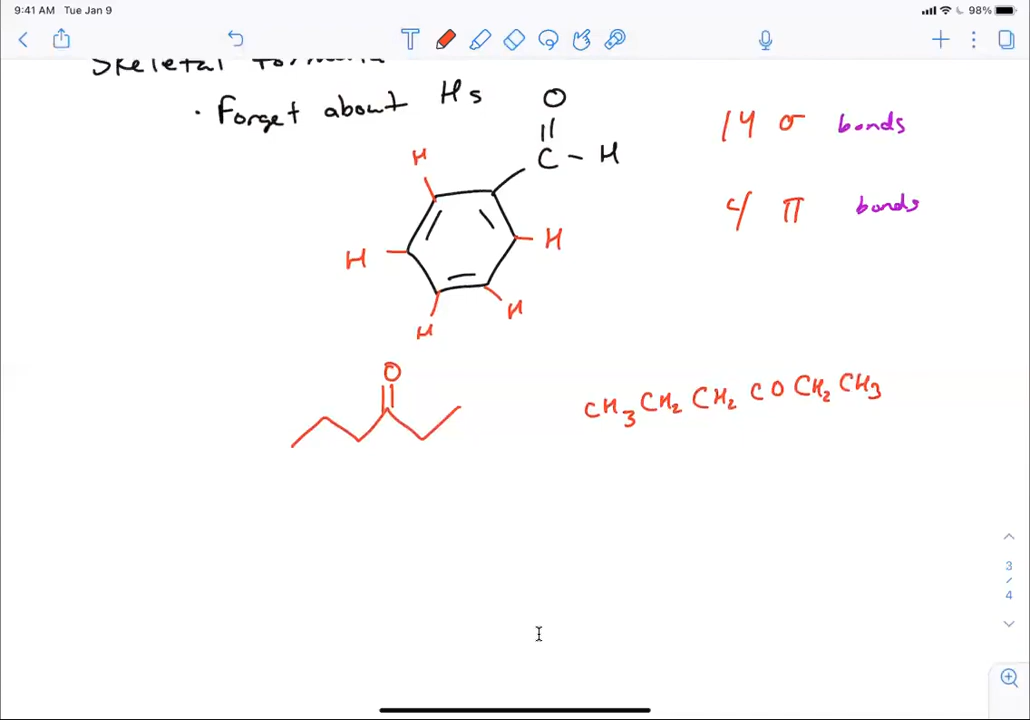 9:41 AM Tue Jan 9
98%
Skeletal formula
· Forget about Hs
O
C - H
H
H
H
H
H
14 σ bonds
4 π bonds
O
CH3CH2CH2COCH2CH3
3
/
4